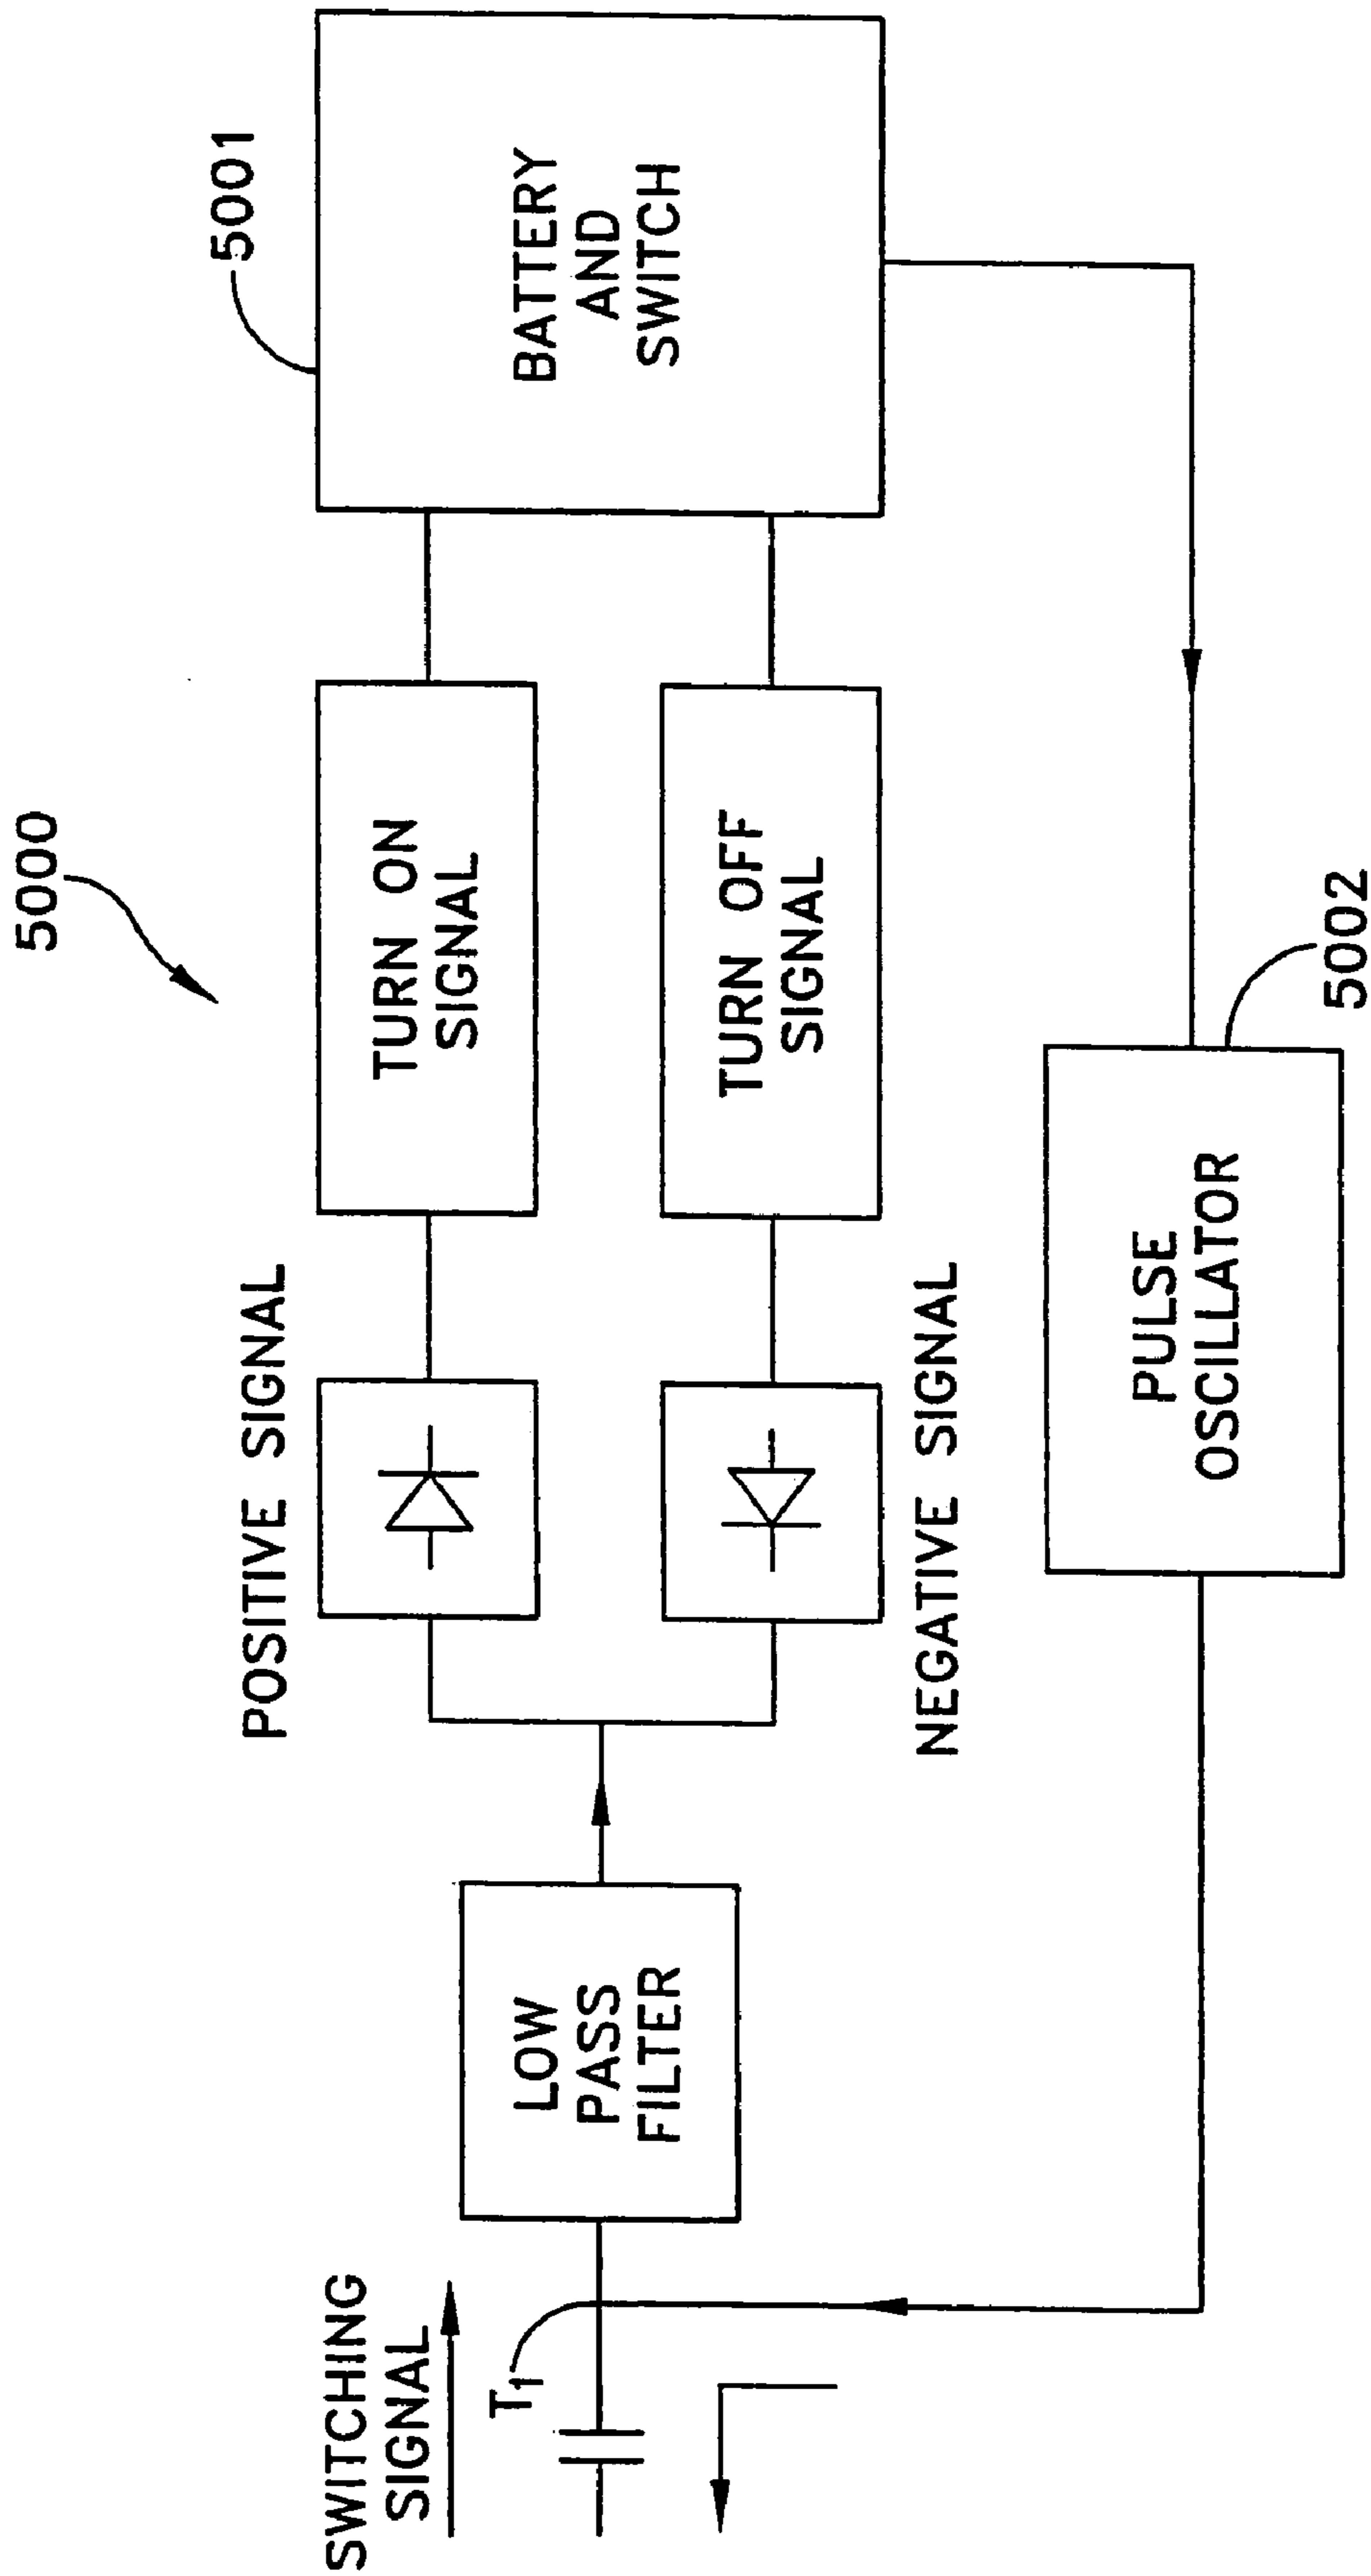 5000
5001
SWITCHING
SIGNAL
T1
LOW
PASS
FILTER
POSITIVE SIGNAL
NEGATIVE SIGNAL
TURN ON
SIGNAL
TURN OFF
SIGNAL
BATTERY
AND
SWITCH
PULSE
OSCILLATOR
5002